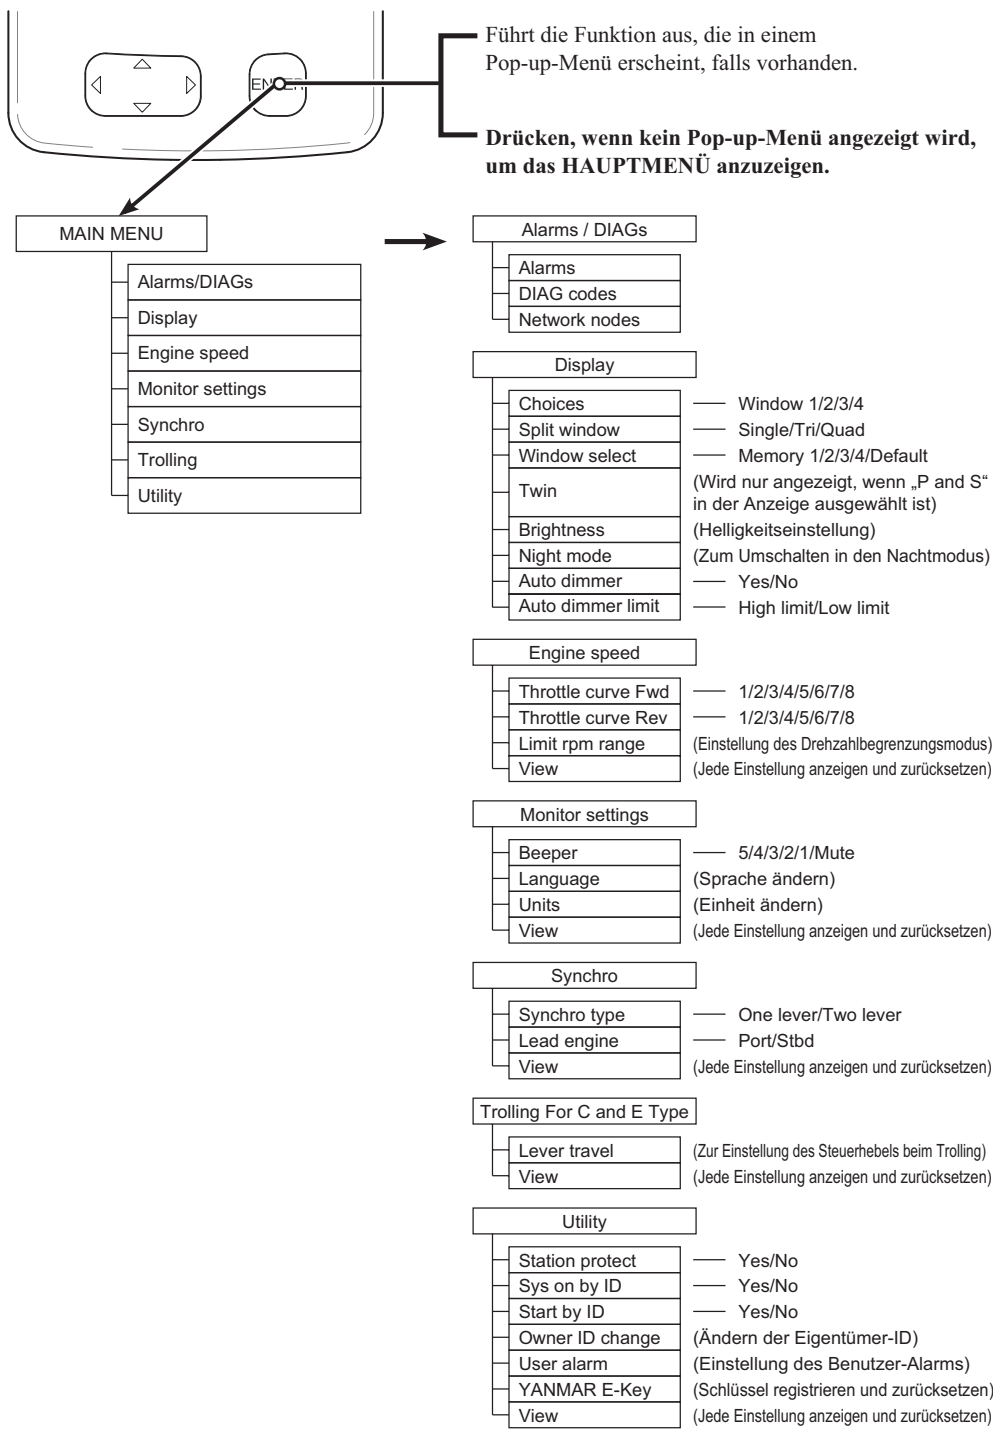 Führt die Funktion aus, die in einem
Pop-up-Menü erscheint, falls vorhanden.
ENTER
Drücken, wenn kein Pop-up-Menü angezeigt wird,
um das HAUPTMENÜ anzuzeigen.
MAIN MENU
Alarms/DIAGs
Display
Engine speed
Monitor settings
Synchro
Trolling
Utility
Alarms / DIAGs
Alarms
DIAG codes
Network nodes
Display
Choices Window 1/2/3/4
Split window Single/Tri/Quad
Window select Memory 1/2/3/4/Default
Twin (Wird nur angezeigt, wenn „P and S“
in der Anzeige ausgewählt ist)
Brightness (Helligkeitseinstellung)
Night mode (Zum Umschalten in den Nachtmodus)
Auto dimmer Yes/No
Auto dimmer limit High limit/Low limit
Engine speed
Throttle curve Fwd 1/2/3/4/5/6/7/8
Throttle curve Rev 1/2/3/4/5/6/7/8
Limit rpm range (Einstellung des Drehzahlbegrenzungsmodus)
View (Jede Einstellung anzeigen und zurücksetzen)
Monitor settings
Beeper 5/4/3/2/1/Mute
Language (Sprache ändern)
Units (Einheit ändern)
View (Jede Einstellung anzeigen und zurücksetzen)
Synchro
Synchro type One lever/Two lever
Lead engine Port/Stbd
View (Jede Einstellung anzeigen und zurücksetzen)
Trolling For C and E Type
Lever travel (Zur Einstellung des Steuerhebels beim Trolling)
View (Jede Einstellung anzeigen und zurücksetzen)
Utility
Station protect Yes/No
Sys on by ID Yes/No
Start by ID Yes/No
Owner ID change (Ändern der Eigentümer-ID)
User alarm (Einstellung des Benutzer-Alarms)
YANMAR E-Key (Schlüssel registrieren und zurücksetzen)
View (Jede Einstellung anzeigen und zurücksetzen)